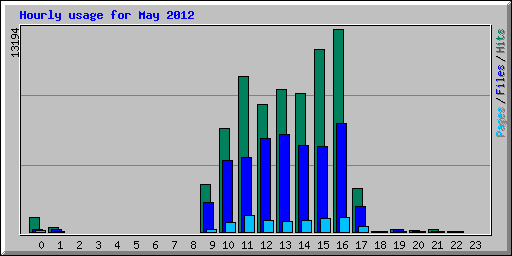 Hourly usage for May 2012
13194
Pages/Files/Hits
0 1 2 3 4 5 6 7 8 9 10 11 12 13 14 15 16 17 18 19 20 21 22 23